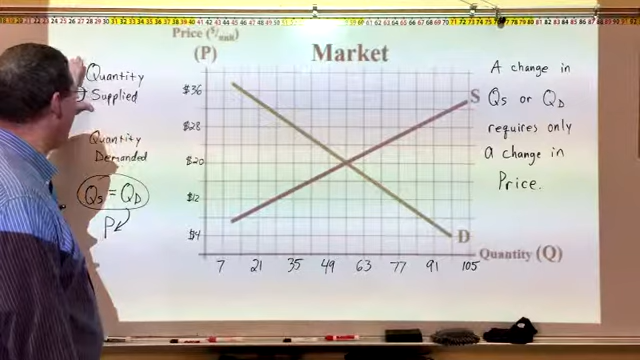 Price ($/unit)
(P)
Market
Quantity
Supplied
Quantity
Demanded
Qs = QD
P
$36
$28
$20
$12
$4
S
D
7 21 35 49 63 77 91 105
Quantity (Q)
A change in
Qs or QD
requires only
a change in
Price.